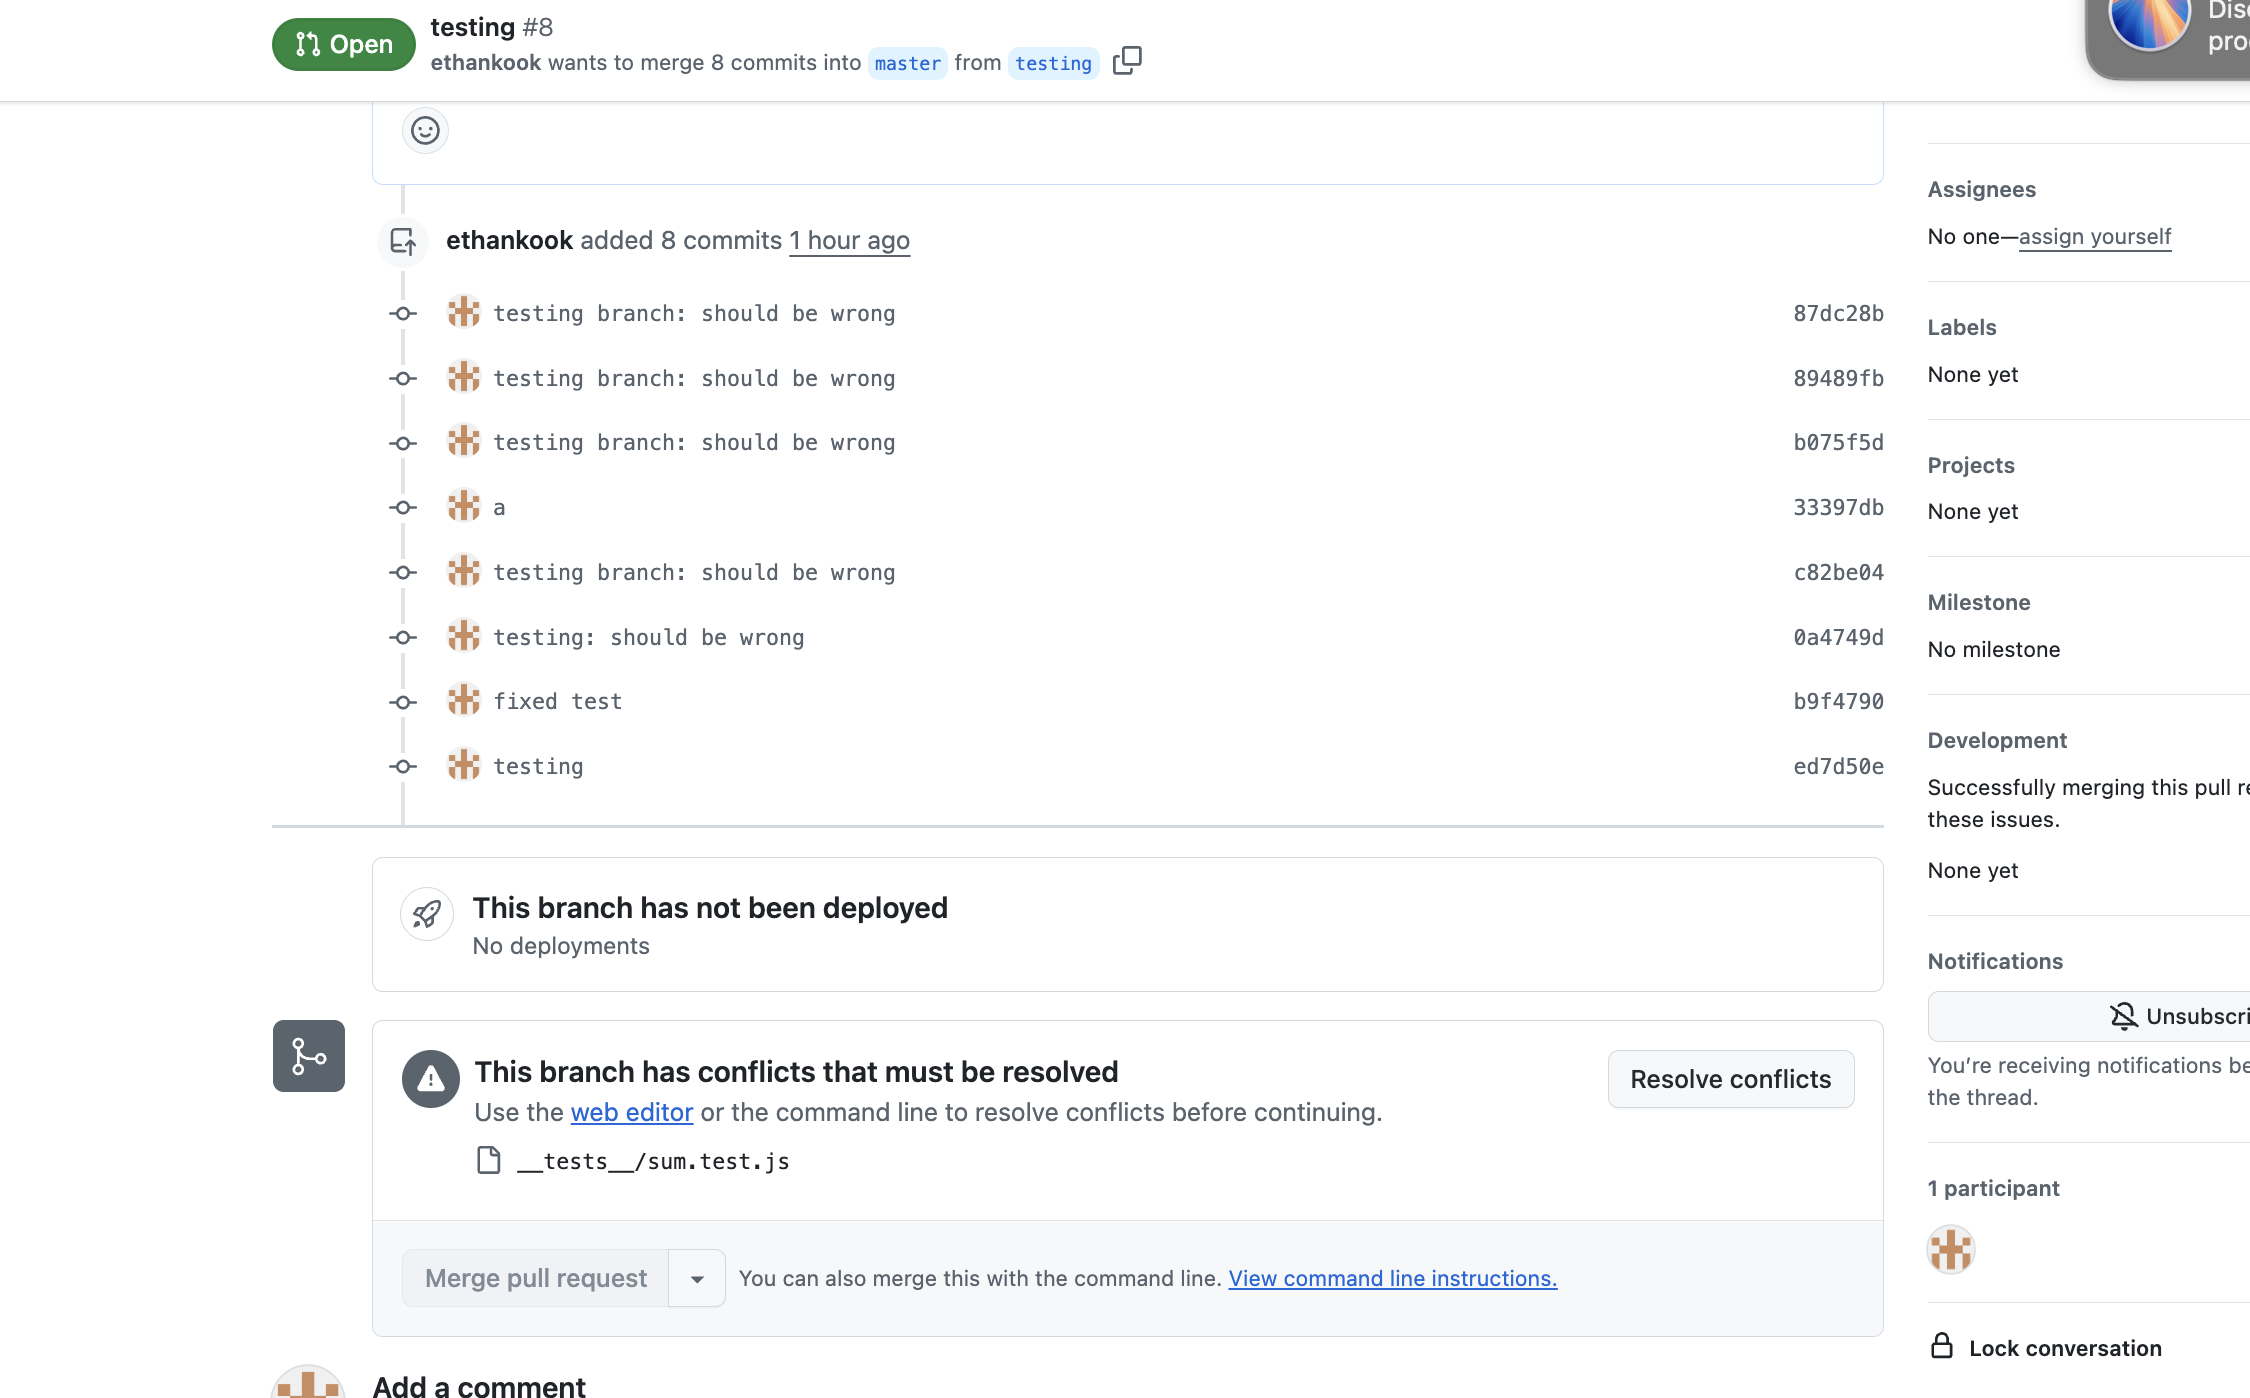 Open
testing #8
ethankook wants to merge 8 commits into master from testing
ethankook added 8 commits 1 hour ago
testing branch: should be wrong 87dc28b
testing branch: should be wrong 89489fb
testing branch: should be wrong b075f5d
a 33397db
testing branch: should be wrong c82be04
testing: should be wrong 0a4749d
fixed test b9f4790
testing ed7d50e
This branch has not been deployed
No deployments
This branch has conflicts that must be resolved
Use the web editor or the command line to resolve conflicts before continuing.
__tests__/sum.test.js
Resolve conflicts
Merge pull request
You can also merge this with the command line. View command line instructions.
Add a comment
Assignees
No one—assign yourself
Labels
None yet
Projects
None yet
Milestone
No milestone
Development
Successfully merging this pull
these issues.
None yet
Notifications
You're receiving notifications
the thread.
1 participant
Lock conversation